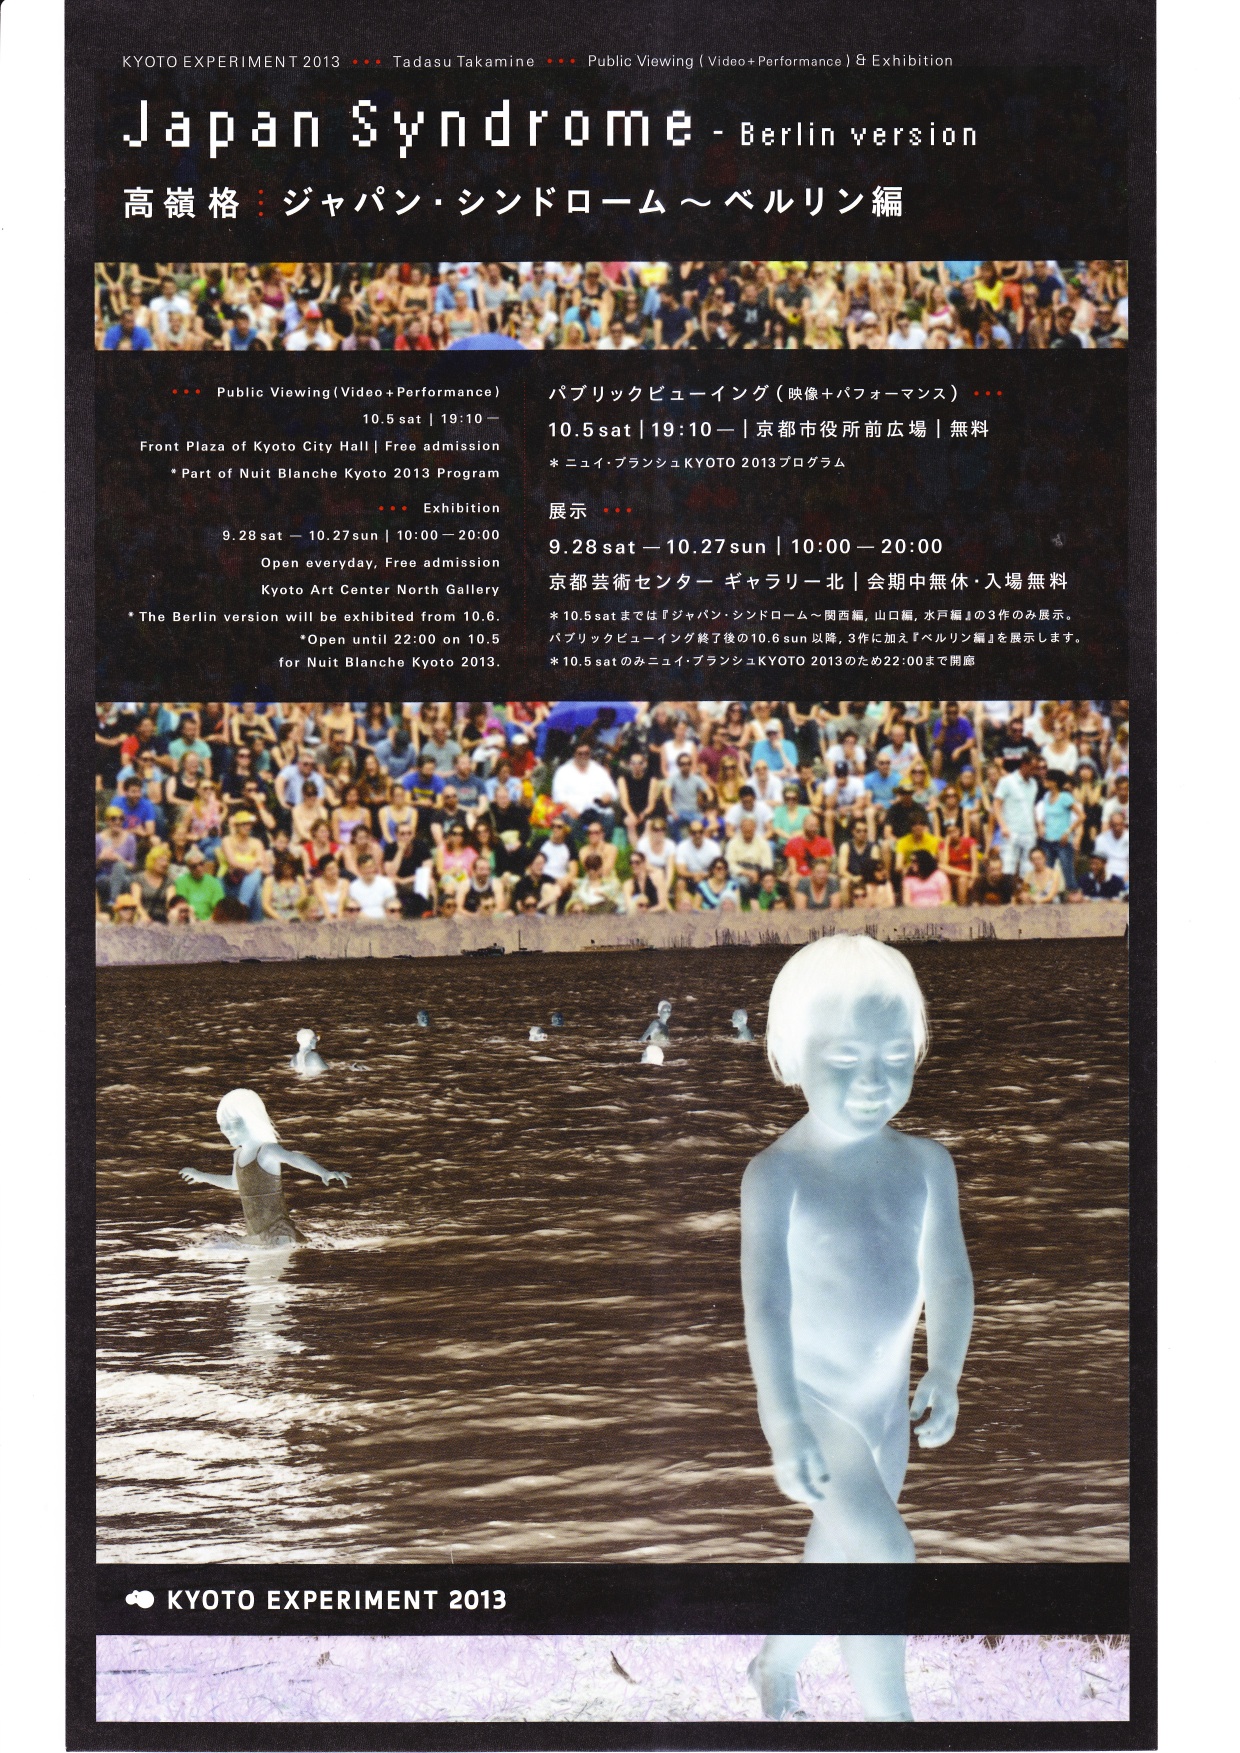 KYOTO EXPERIMENT 2013 ••• Tadasu Takamine ••• Public Viewing ( Video+Performance ) & Exhibition
Japan Syndrome - Berlin version
高嶺格⋮ジャパン・シンドローム〜ベルリン編
••• Public Viewing(Video+Performance)
10.5 sat | 19:10 —
Front Plaza of Kyoto City Hall | Free admission
* Part of Nuit Blanche Kyoto 2013 Program
••• Exhibition
9.28 sat — 10.27 sun | 10:00 — 20:00
Open everyday, Free admission
Kyoto Art Center North Gallery
* The Berlin version will be exhibited from 10.6.
*Open until 22:00 on 10.5
for Nuit Blanche Kyoto 2013.
パブリックビューイング(映像+パフォーマンス) •••
10.5 sat | 19:10 — | 京都市役所前広場 | 無料
* ニュイ・ブランシュKYOTO 2013プログラム
展示 •••
9.28 sat — 10.27 sun | 10:00 — 20:00
京都芸術センター ギャラリー北 | 会期中無休・入場無料
* 10.5 satまでは『ジャパン・シンドローム〜関西編, 山口編, 水戸編』の3作のみ展示。
パブリックビューイング終了後の10.6 sun 以降, 3作に加え『ベルリン編』を展示します。
* 10.5 satのみニュイ・ブランシュKYOTO 2013のため22:00まで開廊
KYOTO EXPERIMENT 2013